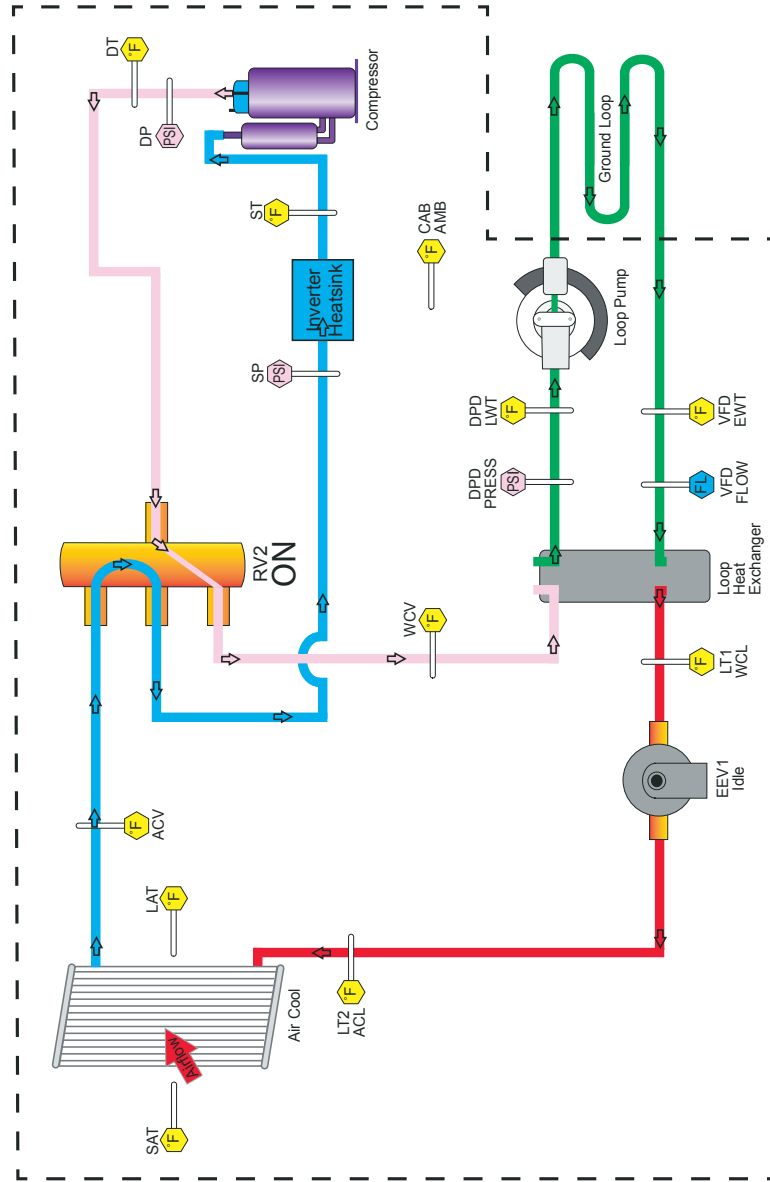 SAT
°F
Airflow
Air Cool
LAT
°F
ACV
°F
LT2
ACL
°F
RV2
ON
WCV
°F
SP
PSI
Inverter
Heatsink
ST
°F
DT
°F
DP
PSI
Compressor
CAB
AMB
°F
EEV1
Idle
LT1
WCL
°F
Loop
Heat
Exchanger
DPD
PRESS
PSI
DPD
LWT
°F
VFD
FLOW
FL
VFD
EWT
°F
Loop Pump
Ground Loop